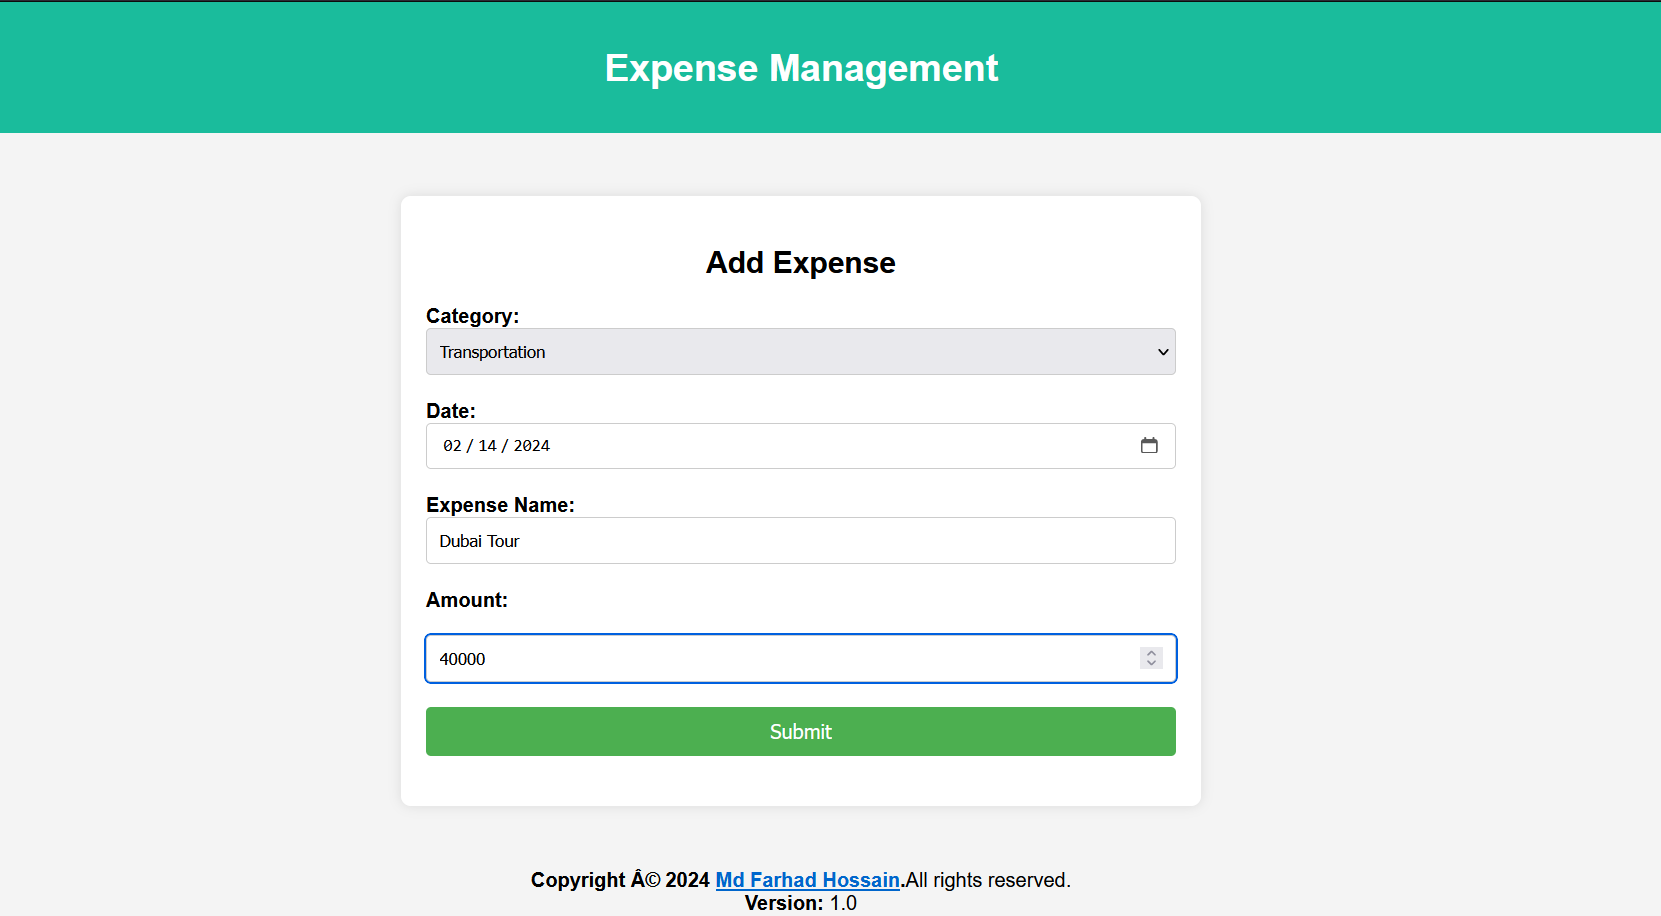 Expense Management
Add Expense
Category:
Transportation
Date:
02 / 14 / 2024
Expense Name:
Dubai Tour
Amount:
40000
Submit
Copyright Â© 2024 Md Farhad Hossain.All rights reserved.
Version: 1.0